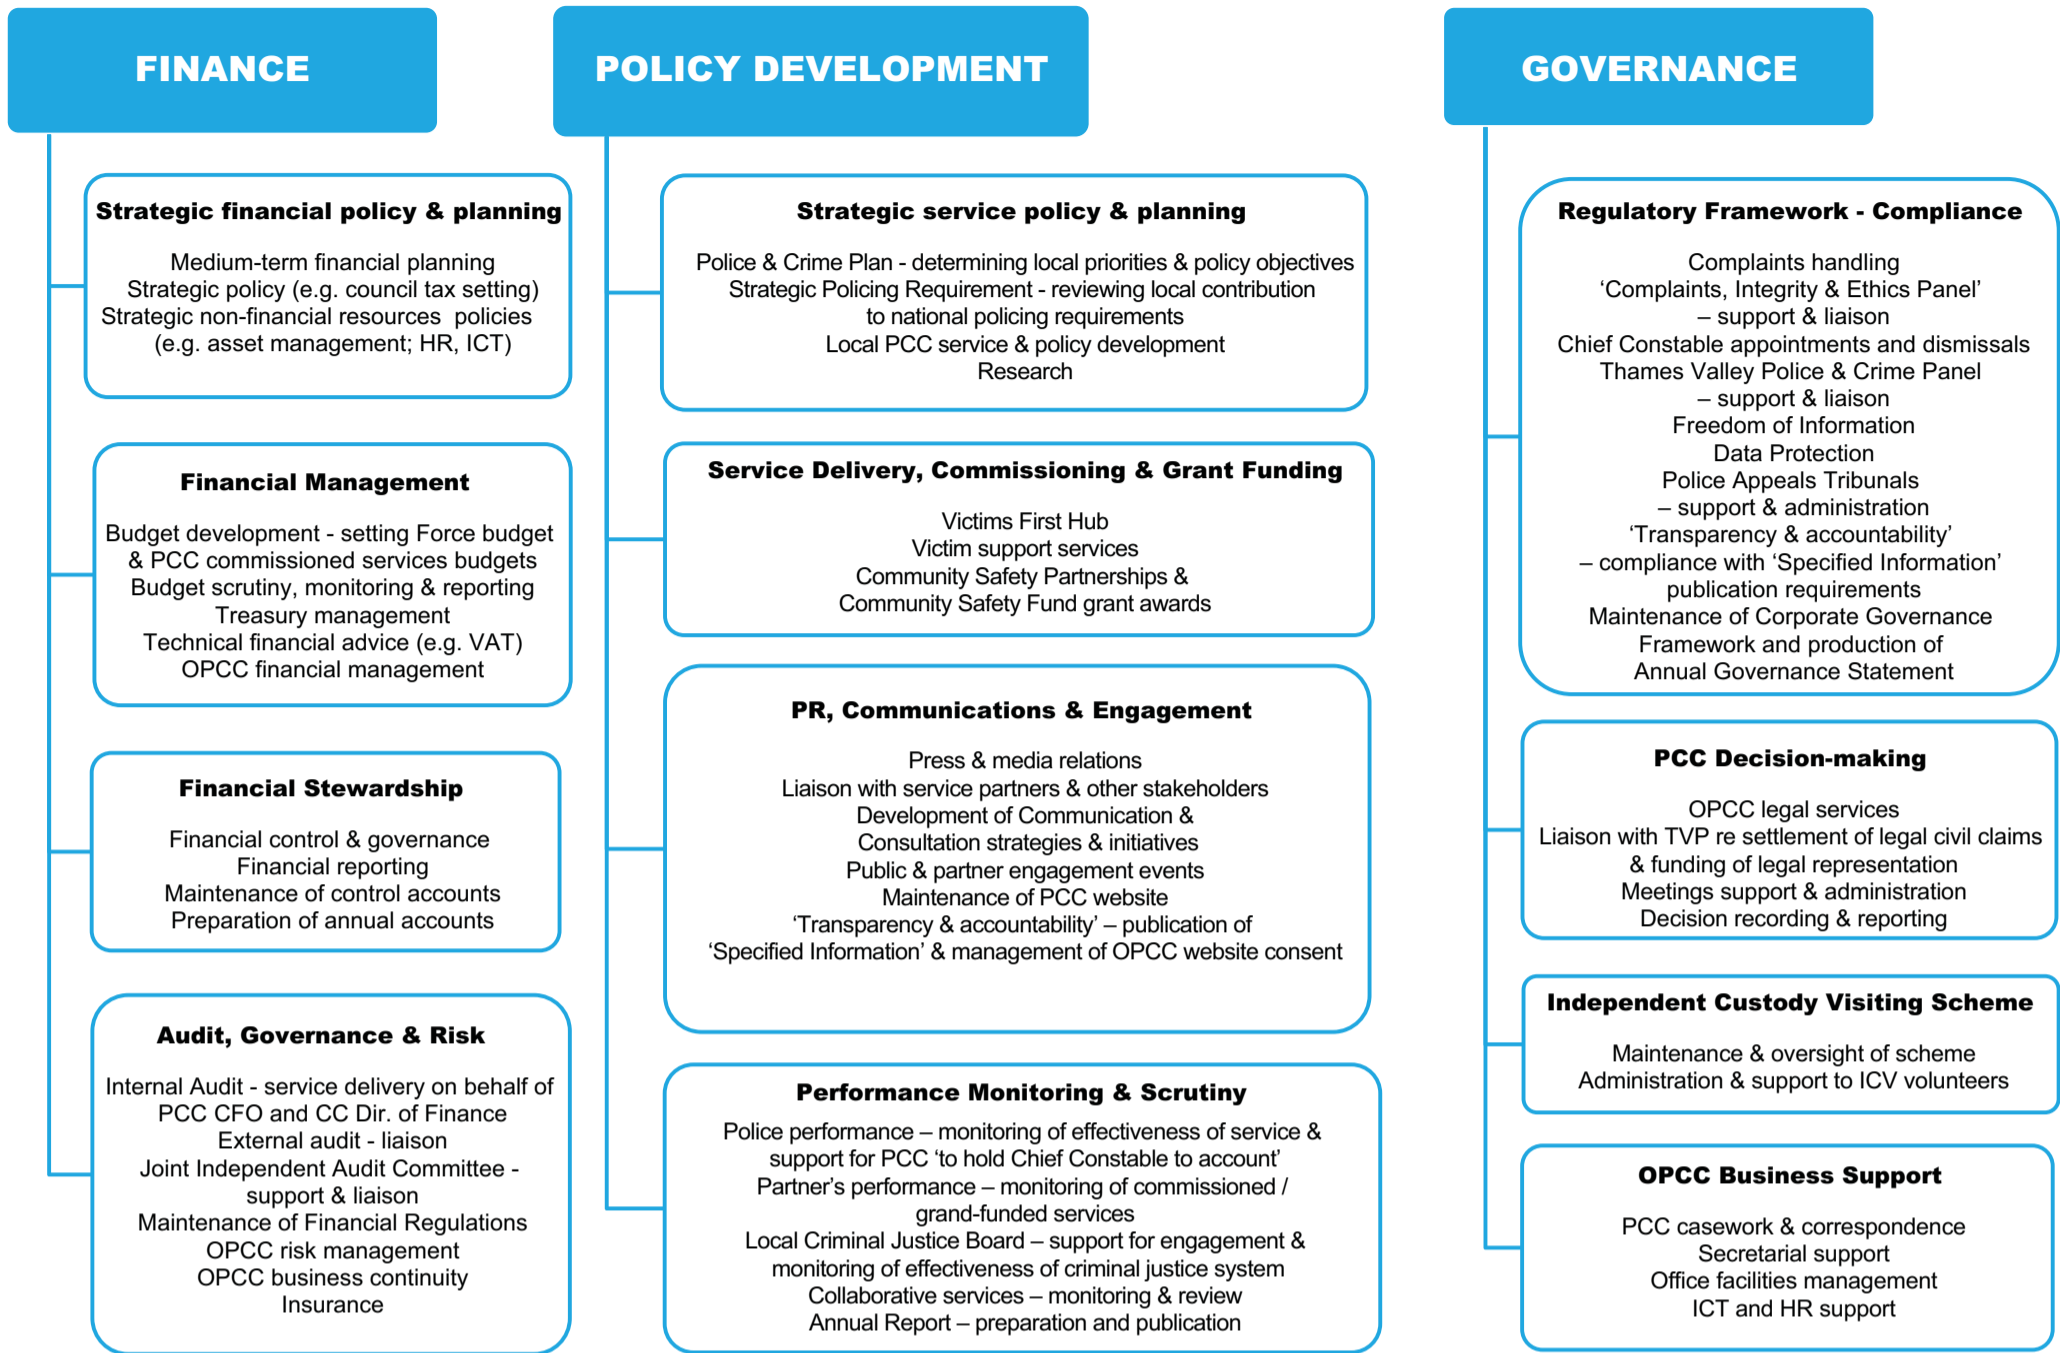 FINANCE
Strategic financial policy & planning
Medium-term financial planning
Strategic policy (e.g. council tax setting)
Strategic non-financial resources  policies
(e.g. asset management; HR, ICT)
Financial Management
Budget development - setting Force budget
& PCC commissioned services budgets
Budget scrutiny, monitoring & reporting
Treasury management
Technical financial advice (e.g. VAT)
OPCC financial management
Financial Stewardship
Financial control & governance
Financial reporting
Maintenance of control accounts
Preparation of annual accounts
Audit, Governance & Risk
Internal Audit - service delivery on behalf of
PCC CFO and CC Dir. of Finance
External audit - liaison
Joint Independent Audit Committee -
support & liaison
Maintenance of Financial Regulations
OPCC risk management
OPCC business continuity
Insurance
POLICY DEVELOPMENT
Strategic service policy & planning
Police & Crime Plan - determining local priorities & policy objectives
Strategic Policing Requirement - reviewing local contribution
to national policing requirements
Local PCC service & policy development
Research
Service Delivery, Commissioning & Grant Funding
Victims First Hub
Victim support services
Community Safety Partnerships &
Community Safety Fund grant awards
PR, Communications & Engagement
Press & media relations
Liaison with service partners & other stakeholders
Development of Communication &
Consultation strategies & initiatives
Public & partner engagement events
Maintenance of PCC website
‘Transparency & accountability’ – publication of
‘Specified Information’ & management of OPCC website consent
Performance Monitoring & Scrutiny
Police performance – monitoring of effectiveness of service &
support for PCC ‘to hold Chief Constable to account’
Partner’s performance – monitoring of commissioned /
grand-funded services
Local Criminal Justice Board – support for engagement &
monitoring of effectiveness of criminal justice system
Collaborative services – monitoring & review
Annual Report – preparation and publication
GOVERNANCE
Regulatory Framework - Compliance
Complaints handling
‘Complaints, Integrity & Ethics Panel’
– support & liaison
Chief Constable appointments and dismissals
Thames Valley Police & Crime Panel
– support & liaison
Freedom of Information
Data Protection
Police Appeals Tribunals
– support & administration
‘Transparency & accountability’
– compliance with ‘Specified Information’
publication requirements
Maintenance of Corporate Governance
Framework and production of
Annual Governance Statement
PCC Decision-making
OPCC legal services
Liaison with TVP re settlement of legal civil claims
& funding of legal representation
Meetings support & administration
Decision recording & reporting
Independent Custody Visiting Scheme
Maintenance & oversight of scheme
Administration & support to ICV volunteers
OPCC Business Support
PCC casework & correspondence
Secretarial support
Office facilities management
ICT and HR support